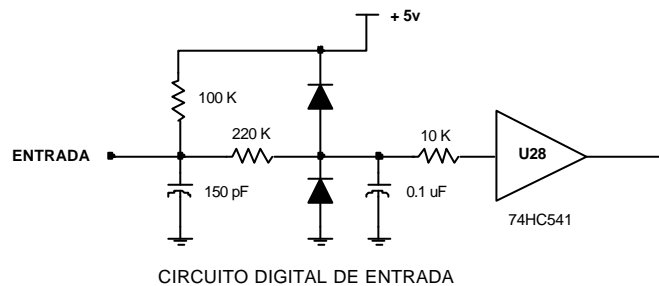 + 5v
100 K
220 K
10 K
ENTRADA
U28
150 pF
0.1 uF
74HC541
CIRCUITO DIGITAL DE ENTRADA